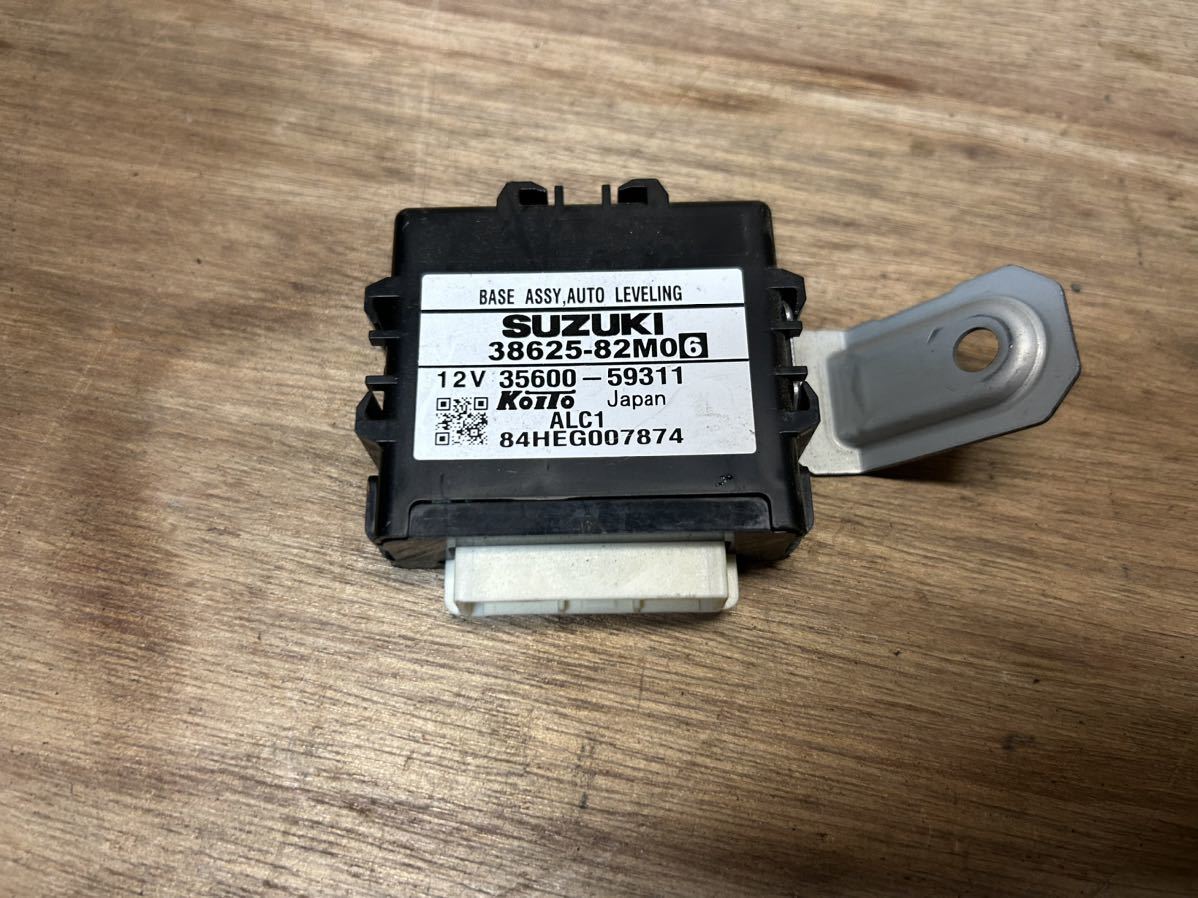 BASE ASSY,AUTO LEVELING
SUZUKI
38625-82M06
12V 35600-59311
KOITO Japan
ALC1
84HEG007874